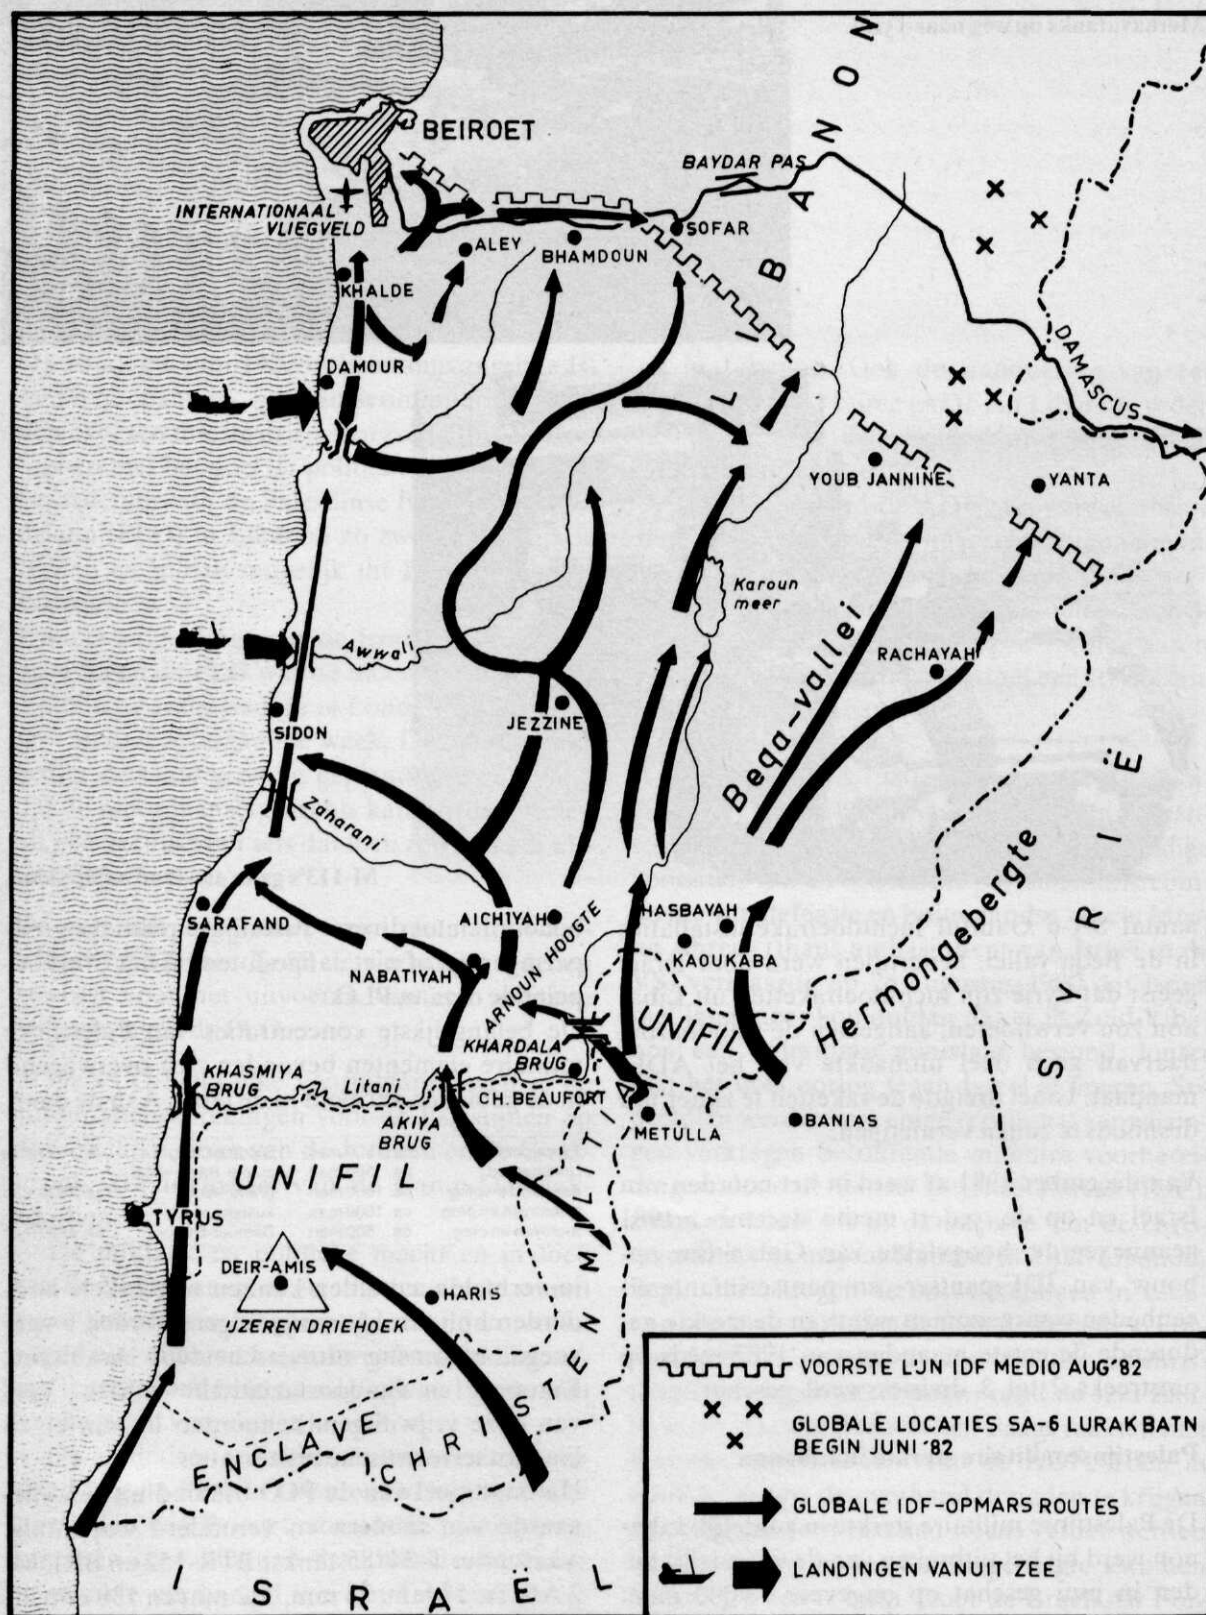 LIBANON
BEIROET
BAYDAR PAS
INTERNATIONAAL
VLIEGVELD
SOFAR
ALEY
BHAMDOUN
KHALDE
DAMOUR
DAMASCUS
YOUB JANNINE
YANTA
Karoun
meer
Awwali
Beqa-vallei
RACHAYAH
JEZZINE
SIDON
SYRIË
Zaharani
Hermongebergte
SARAFAND
AICHIYAH
HASBAYAH
KAOUKABA
NABATIYAH
ARNOUN HOOGTE
UNIFIL
KHARDALA
BRUG
KHASMIYA
BRUG
Litani
CH. BEAUFORT
AKIYA
BRUG
METULLA
BANIAS
UNIFIL
TYRUS
DEIR-AMIS
HARIS
IJZEREN DRIEHOEK
ENCLAVE
CHRISTEN MILITIA
ISRAËL
VOORSTE LIJN IDF MEDIO AUG'82
GLOBALE LOCATIES SA-6 LURAK BATN
BEGIN JUNI '82
GLOBALE IDF-OPMARS ROUTES
LANDINGEN VANUIT ZEE